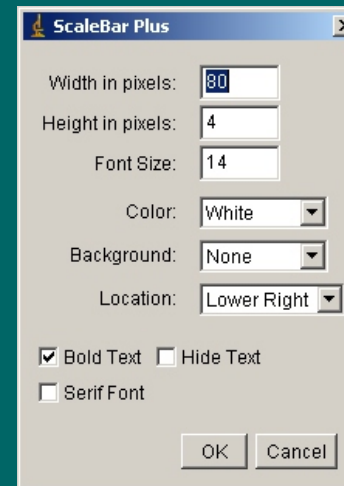 ScaleBar Plus
Width in pixels: 80
Height in pixels: 4
Font Size: 14
Color: White
Background: None
Location: Lower Right
Bold Text Hide Text
Serif Font
OK Cancel